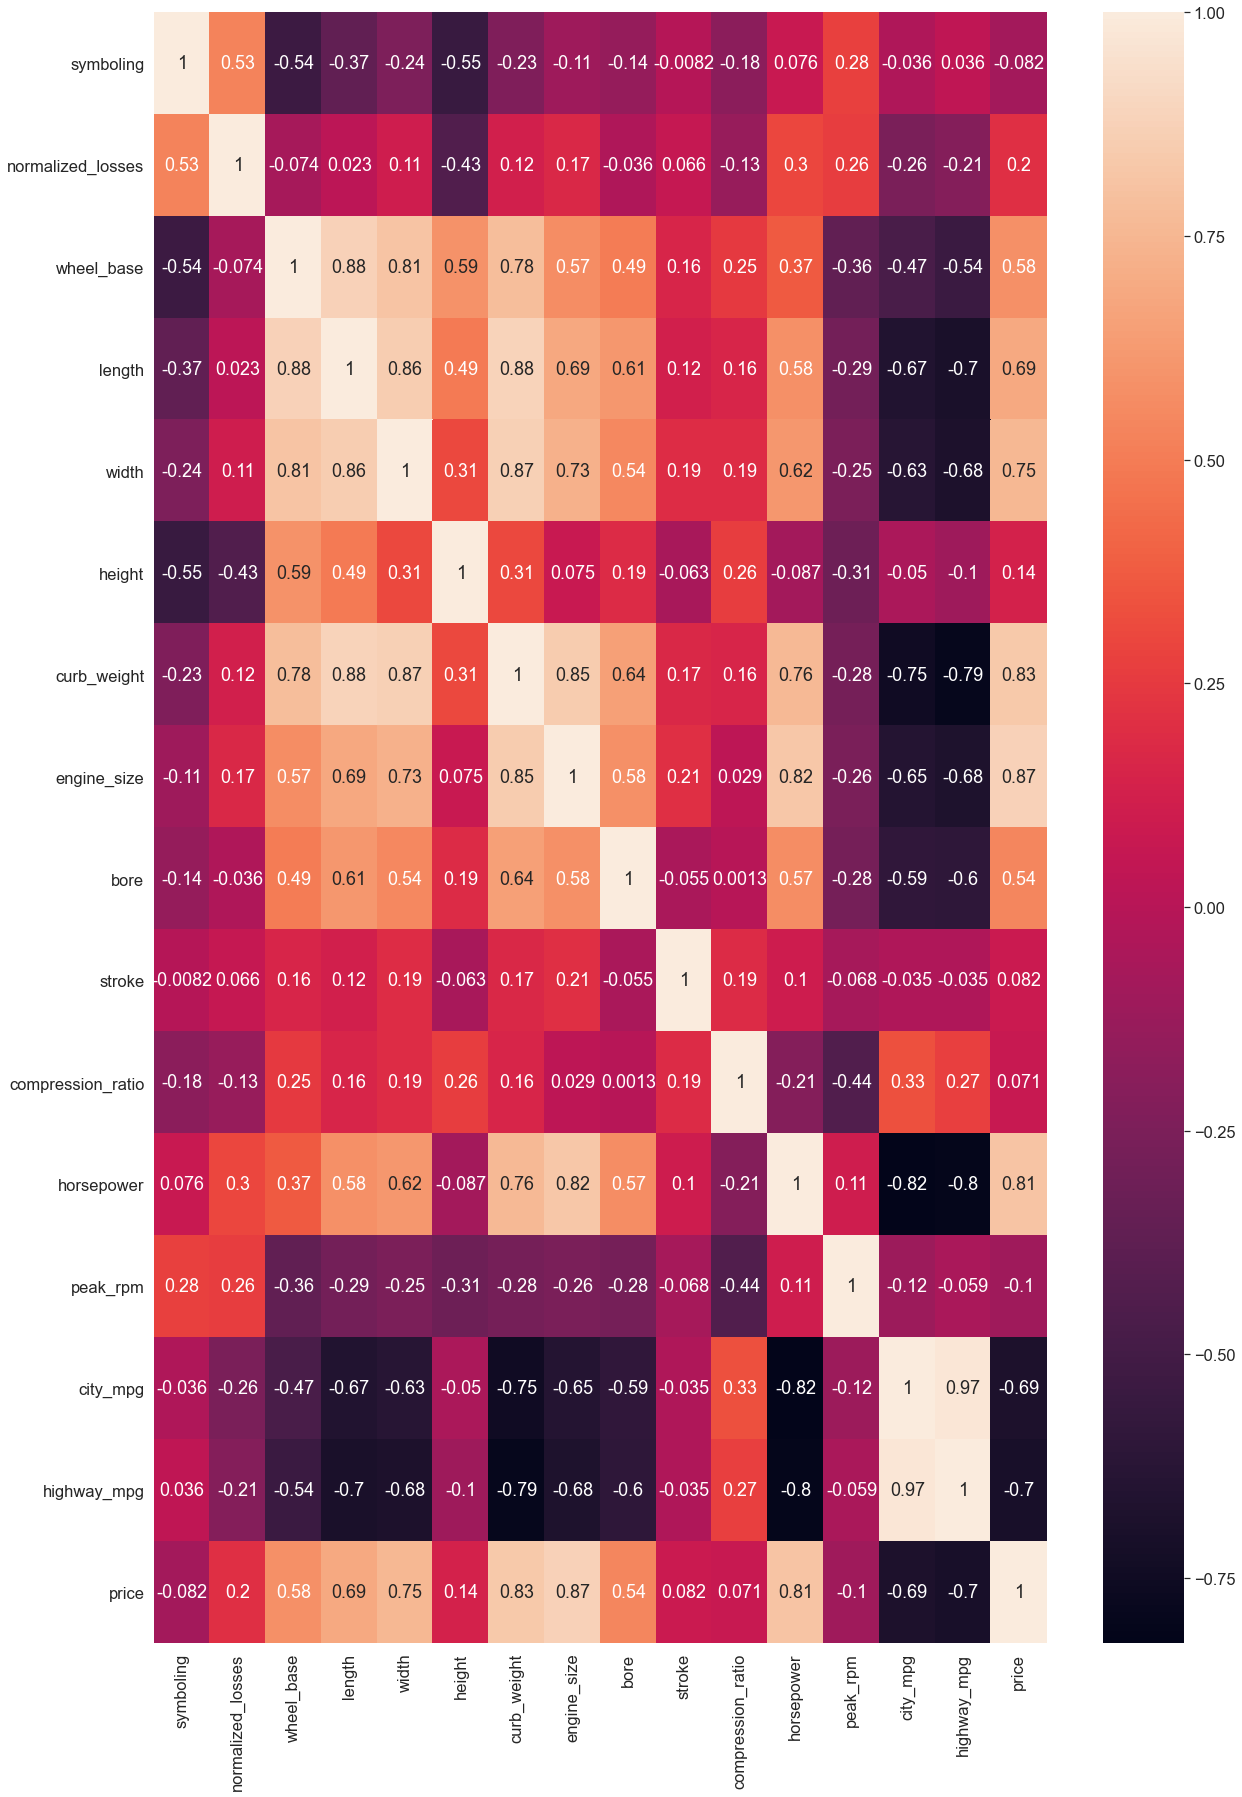 symboling 1 0.53 -0.54 -0.37 -0.24 -0.55 -0.23 -0.11 -0.14 -0.0082 -0.18 0.076 0.28 -0.036 0.036 -0.082
normalized_losses 0.53 1 -0.074 0.023 0.11 -0.43 0.12 0.17 -0.036 0.066 -0.13 0.3 0.26 -0.26 -0.21 0.2
wheel_base -0.54 -0.074 1 0.88 0.81 0.59 0.78 0.57 0.49 0.16 0.25 0.37 -0.36 -0.47 -0.54 0.58
length -0.37 0.023 0.88 1 0.86 0.49 0.88 0.69 0.61 0.12 0.16 0.58 -0.29 -0.67 -0.7 0.69
width -0.24 0.11 0.81 0.86 1 0.31 0.87 0.73 0.54 0.19 0.19 0.62 -0.25 -0.63 -0.68 0.75
height -0.55 -0.43 0.59 0.49 0.31 1 0.31 0.075 0.19 -0.063 0.26 -0.087 -0.31 -0.05 -0.1 0.14
curb_weight -0.23 0.12 0.78 0.88 0.87 0.31 1 0.85 0.64 0.17 0.16 0.76 -0.28 -0.75 -0.79 0.83
engine_size -0.11 0.17 0.57 0.69 0.73 0.075 0.85 1 0.58 0.21 0.029 0.82 -0.26 -0.65 -0.68 0.87
bore -0.14 -0.036 0.49 0.61 0.54 0.19 0.64 0.58 1 -0.055 0.0013 0.57 -0.28 -0.59 -0.6 0.54
stroke -0.0082 0.066 0.16 0.12 0.19 -0.063 0.17 0.21 -0.055 1 0.19 0.1 -0.068 -0.035 -0.035 0.082
compression_ratio -0.18 -0.13 0.25 0.16 0.19 0.26 0.16 0.029 0.0013 0.19 1 -0.21 -0.44 0.33 0.27 0.071
horsepower 0.076 0.3 0.37 0.58 0.62 -0.087 0.76 0.82 0.57 0.1 -0.21 1 0.11 -0.82 -0.8 0.81
peak_rpm 0.28 0.26 -0.36 -0.29 -0.25 -0.31 -0.28 -0.26 -0.28 -0.068 -0.44 0.11 1 -0.12 -0.059 -0.1
city_mpg -0.036 -0.26 -0.47 -0.67 -0.63 -0.05 -0.75 -0.65 -0.59 -0.035 0.33 -0.82 -0.12 1 0.97 -0.69
highway_mpg 0.036 -0.21 -0.54 -0.7 -0.68 -0.1 -0.79 -0.68 -0.6 -0.035 0.27 -0.8 -0.059 0.97 1 -0.7
price -0.082 0.2 0.58 0.69 0.75 0.14 0.83 0.87 0.54 0.082 0.071 0.81 -0.1 -0.69 -0.7 1
symboling
normalized_losses
wheel_base
length
width
height
curb_weight
engine_size
bore
stroke
compression_ratio
horsepower
peak_rpm
city_mpg
highway_mpg
price
1.00
0.75
0.50
0.25
0.00
−0.25
−0.50
−0.75